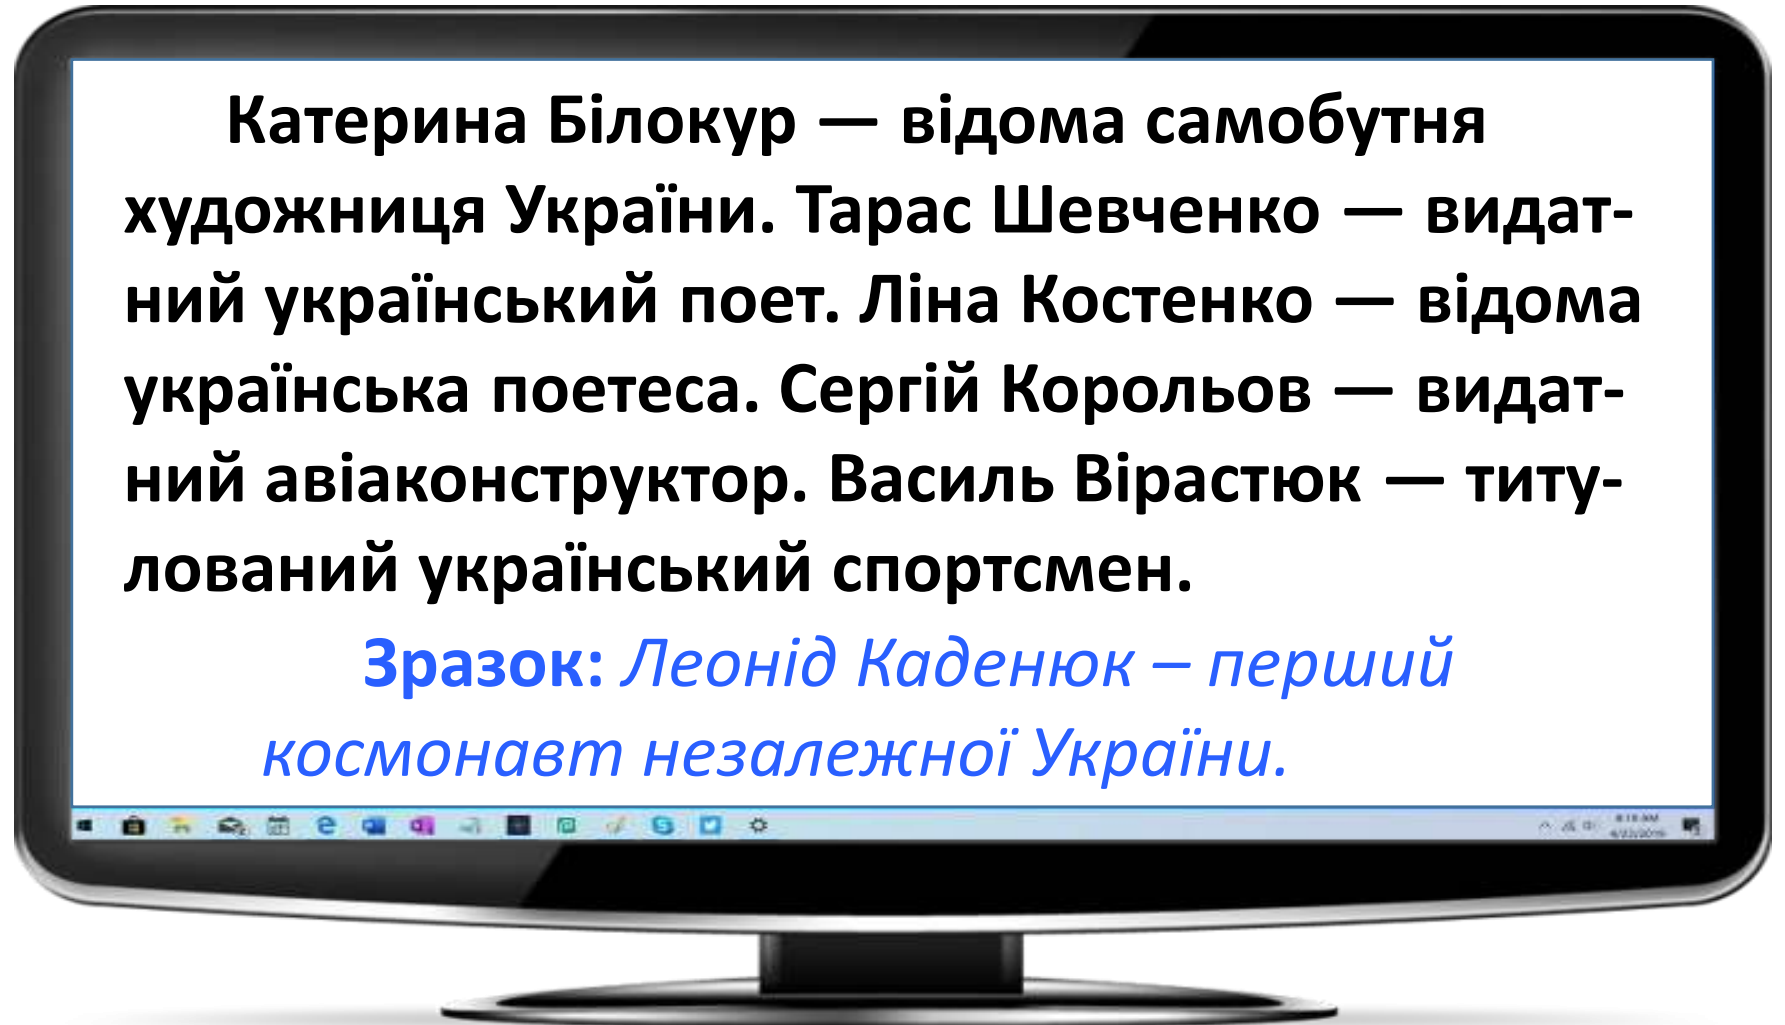 Катерина Білокур — відома самобутня
художниця України. Тарас Шевченко — видат-
ний український поет. Ліна Костенко — відома
українська поетеса. Сергій Корольов — видат-
ний авіаконструктор. Василь Вірастюк — титу-
лований український спортсмен.
Зразок: Леонід Каденюк – перший
космонавт незалежної України.